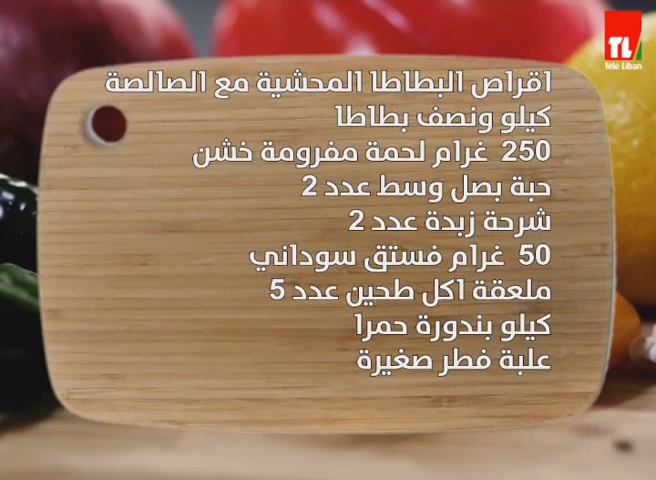 TL
Télé Liban
اقراص البطاطا المحشية مع الصالصة
كيلو ونصف بطاطا
250 غرام لحمة مفرومة خشن
حبة بصل وسط عدد 2
شرحة زبدة عدد 2
50 غرام فستق سوداني
ملعقة اكل طحين عدد 5
كيلو بندورة حمرا
علبة فطر صغيرة